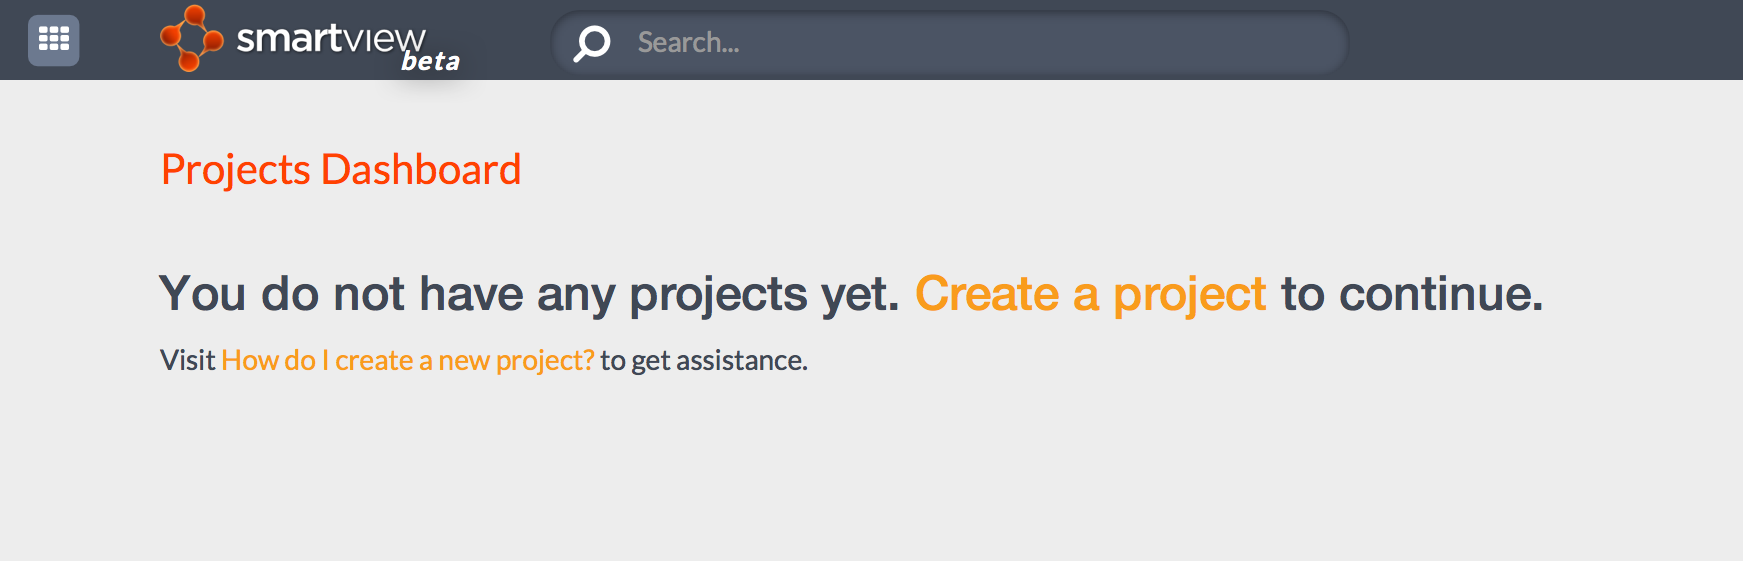 smartview
beta
Search...
Projects Dashboard
You do not have any projects yet. Create a project to continue.
Visit How do I create a new project? to get assistance.